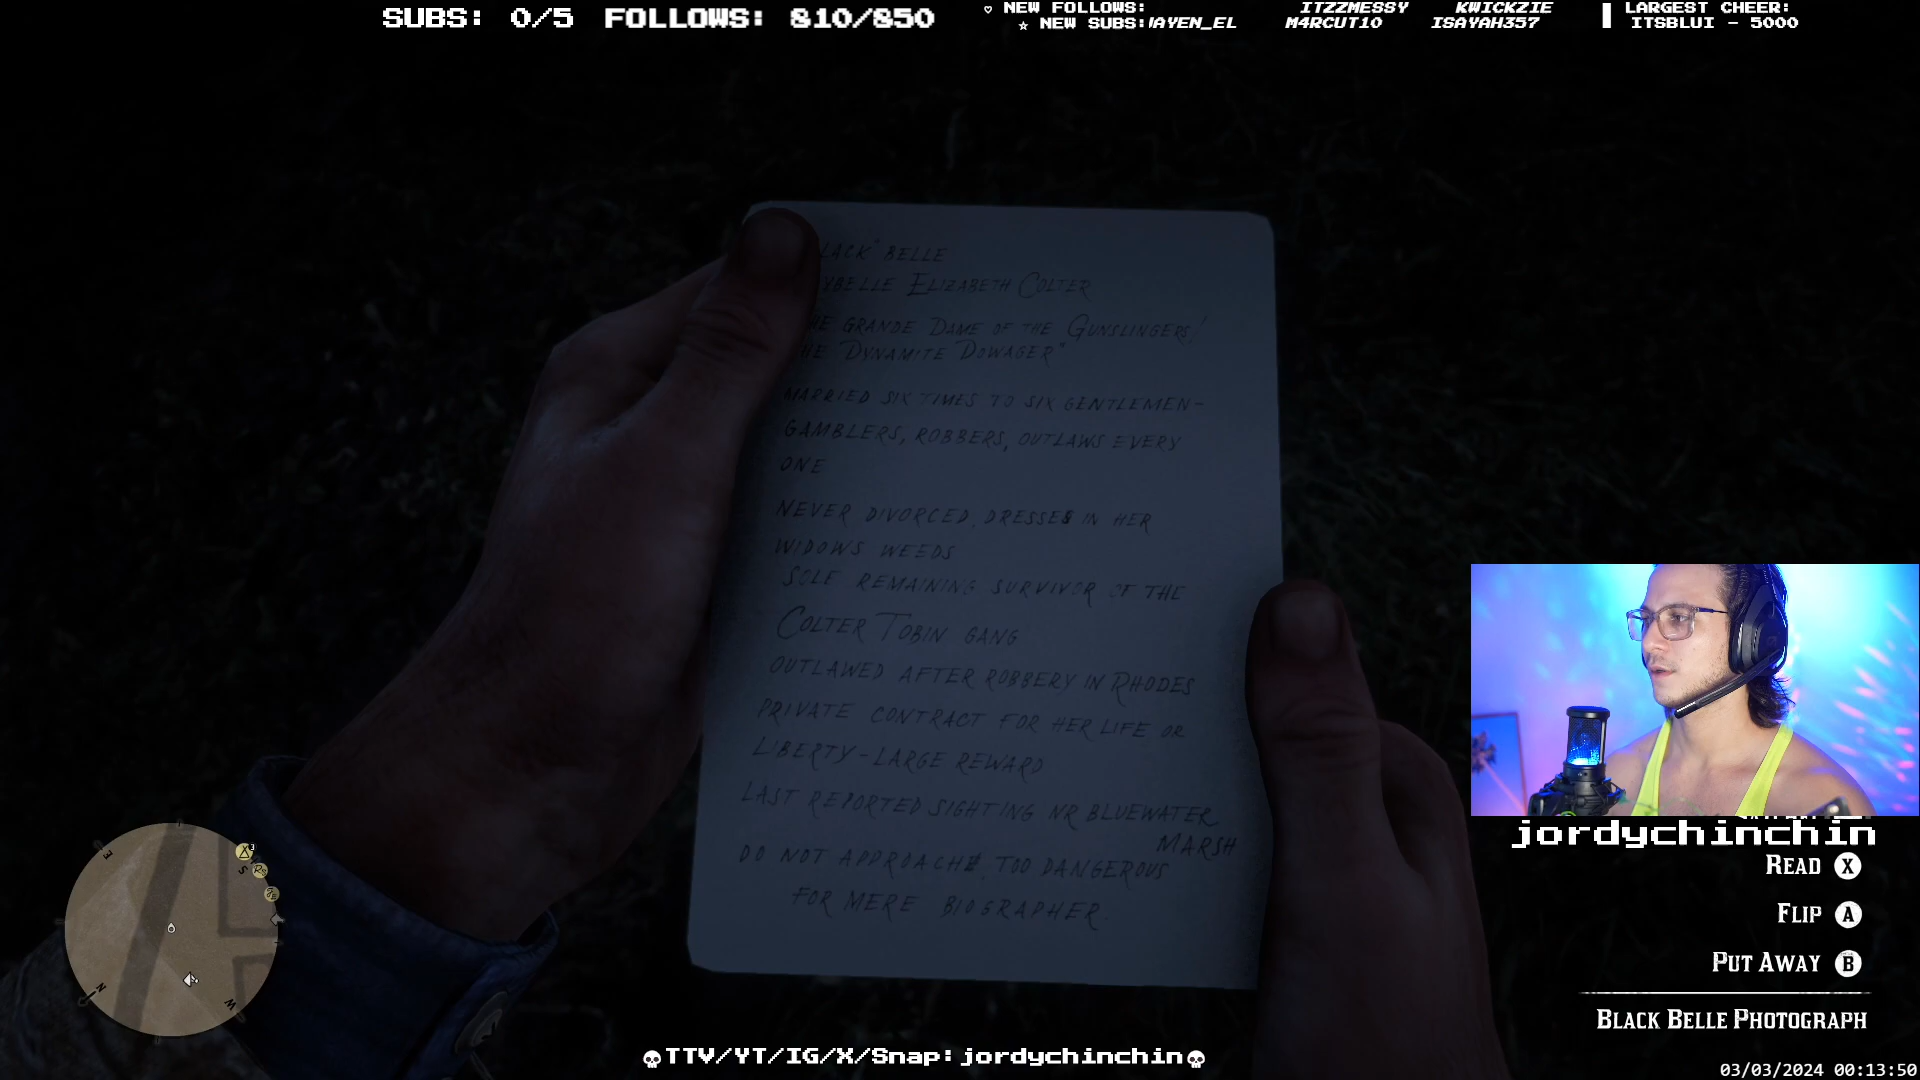 SUBS: 0/5 FOLLOWS: 810/850
♡ NEW FOLLOWS: ITZZMESSY KWICKZIE
☆ NEW SUBS: AYEN_EL M4RCUT10 ISAYAH357
LARGEST CHEER:
ITSBLUI - 5000
LACK" BELLE
YBELLE ELIZABETH COLTER
HE GRANDE DAME OF THE GUNSLINGERS!
HE "DYNAMITE DOWAGER"
MARRIED SIX TIMES TO SIX GENTLEMEN-
GAMBLERS, ROBBERS, OUTLAWS EVERY
ONE
NEVER DIVORCED. DRESSES IN HER
WIDOWS WEEDS
SOLE REMAINING SURVIVOR OF THE
COLTER TOBIN GANG
OUTLAWED AFTER ROBBERY IN RHODES
PRIVATE CONTRACT FOR HER LIFE OR
LIBERTY-LARGE REWARD
LAST REPORTED SIGHTING NR BLUEWATER
MARSH
DO NOT APPROACH. TOO DANGEROUS
FOR MERE BIOGRAPHER.
E
S
N
W
jordychinchin
READ X
FLIP A
PUT AWAY B
BLACK BELLE PHOTOGRAPH
TTV/YT/IG/X/Snap: jordychinchin
03/03/2024 00:13:50